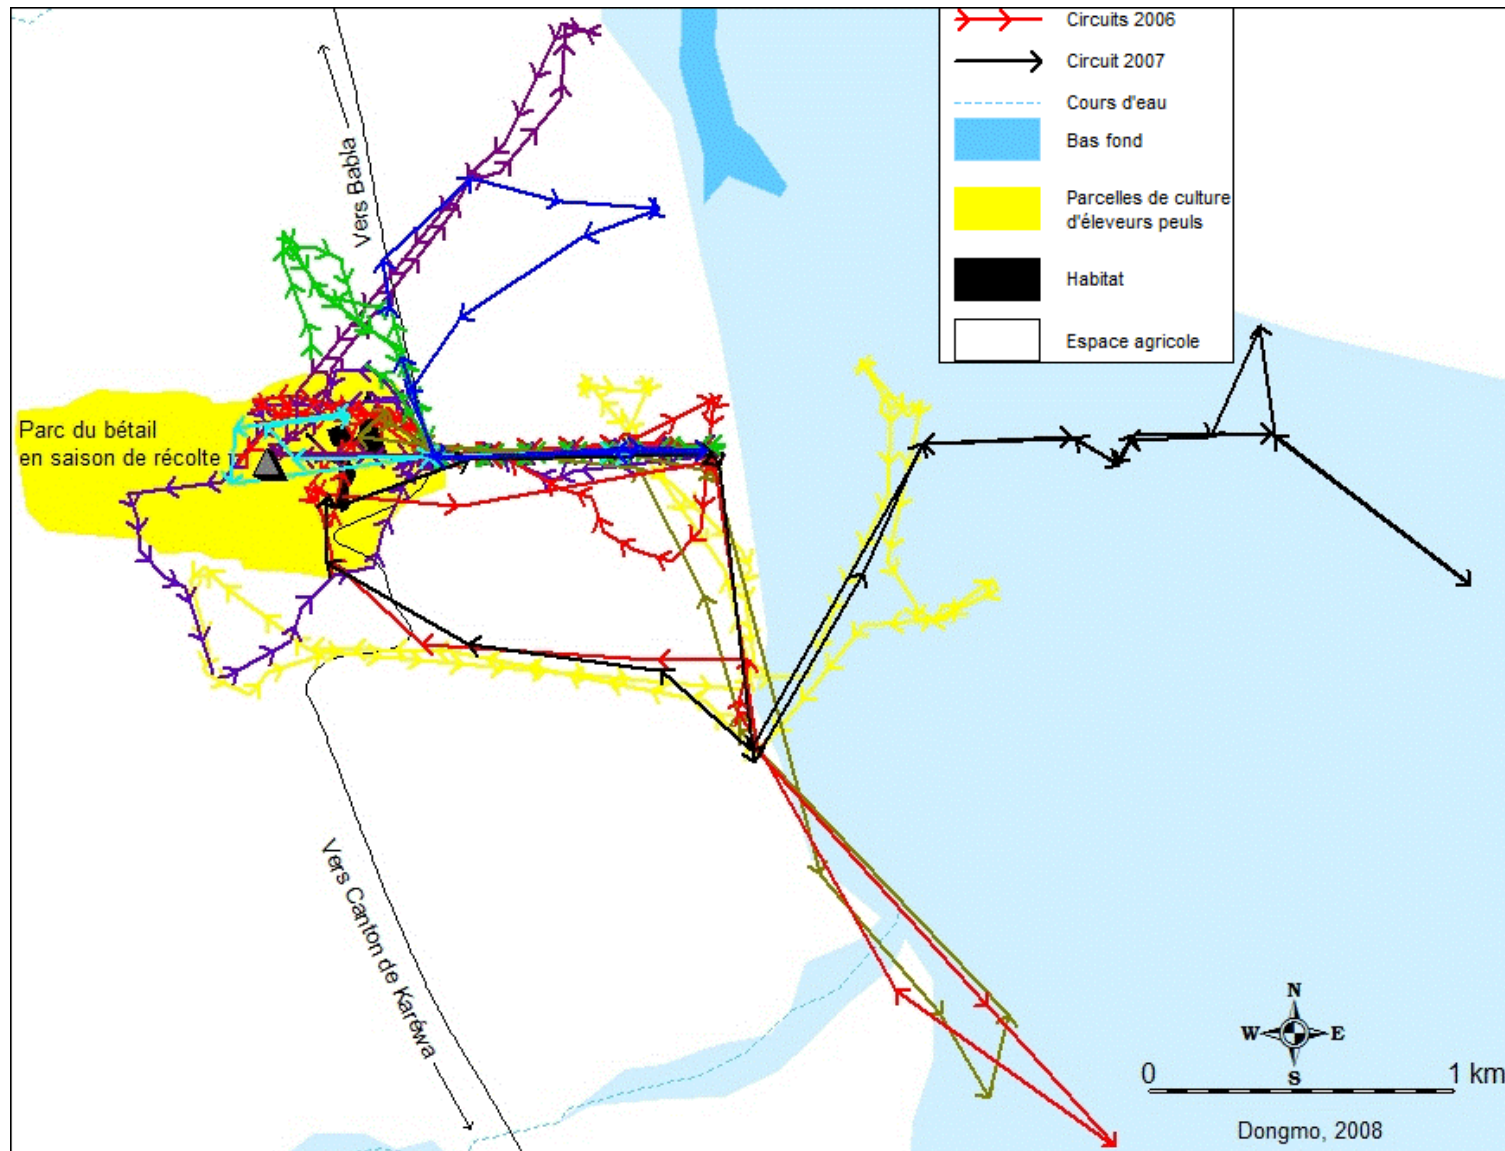 Circuits 2006
Circuit 2007
Cours d'eau
Bas fond
Parcelles de culture
d'éleveurs peuls
Habitat
Espace agricole
Vers Babla
Parc du bétail
en saison de récolte
Vers Canton de Karéwa
N
W E
S
0 1 km
Dongmo, 2008